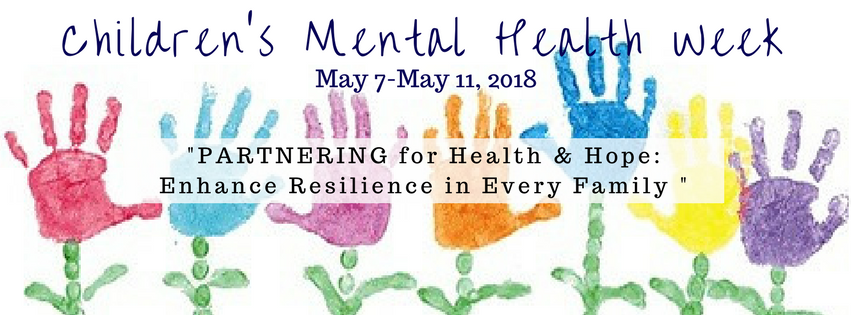 Children's Mental Health Week
May 7-May 11, 2018
"PARTNERING for Health & Hope:
Enhance Resilience in Every Family "